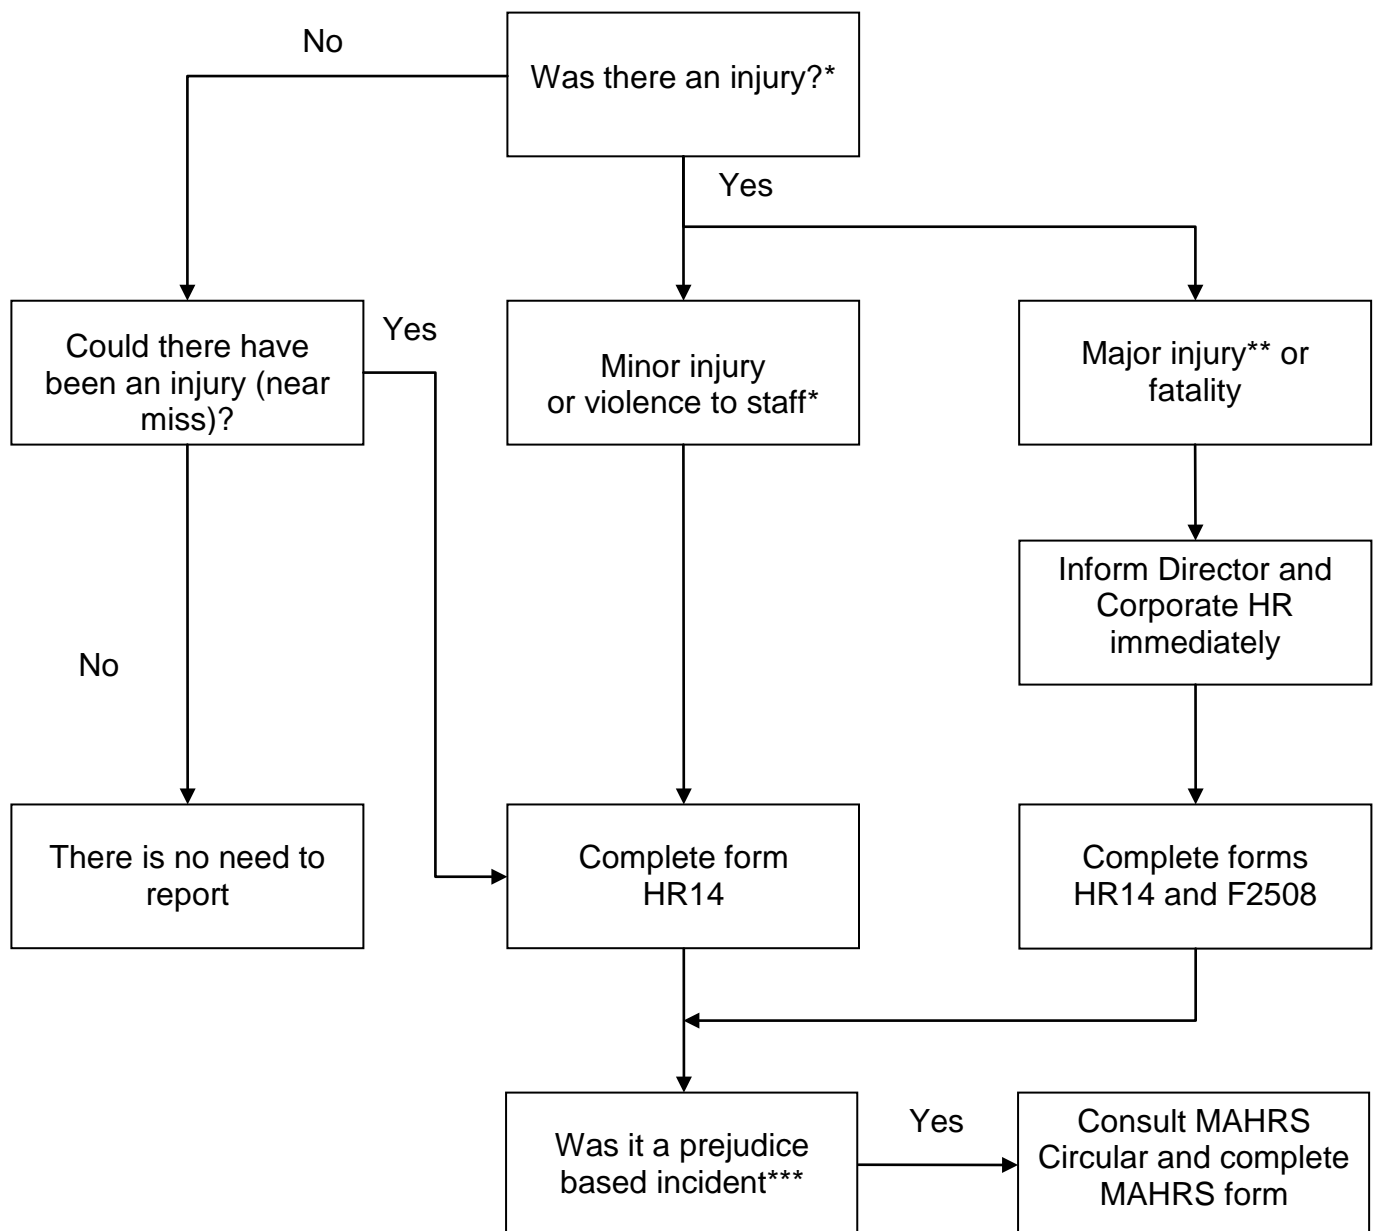 No
Was there an injury?*
Yes
Could there have
been an injury (near
miss)?
Yes
Minor injury
or violence to staff*
Major injury** or
fatality
Inform Director and
Corporate HR
immediately
No
There is no need to
report
Complete form
HR14
Complete forms
HR14 and F2508
Was it a prejudice
based incident***
Yes
Consult MAHRS
Circular and complete
MAHRS form